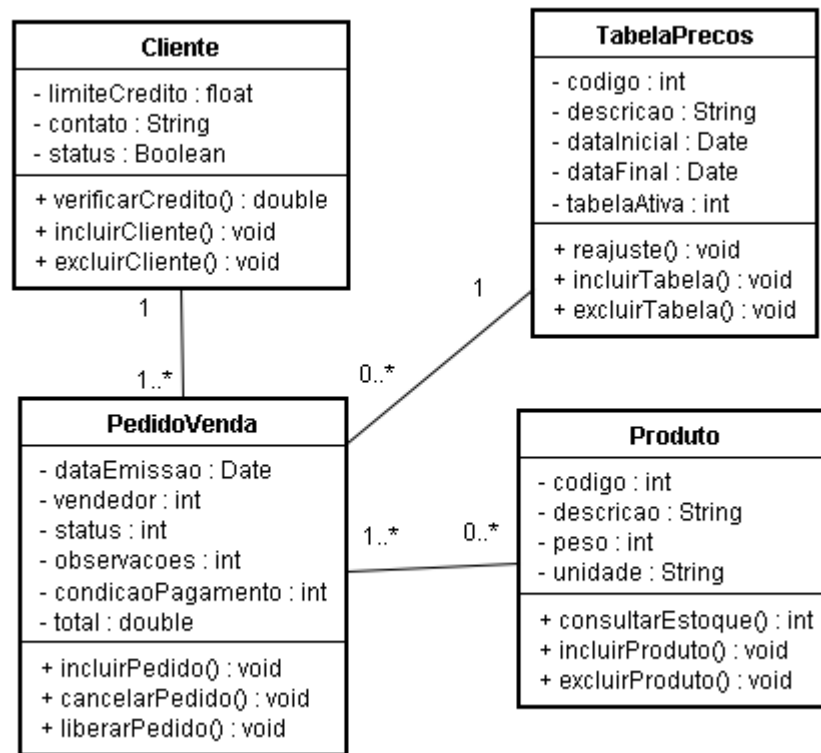 Cliente
- limiteCredito : float
- contato : String
- status : Boolean
+ verificarCredito() : double
+ incluirCliente() : void
+ excluirCliente() : void
TabelaPrecos
- codigo : int
- descricao : String
- dataInicial : Date
- dataFinal : Date
- tabelaAtiva : int
+ reajuste() : void
+ incluirTabela() : void
+ excluirTabela() : void
1
1..*
1
0..*
PedidoVenda
- dataEmissao : Date
- vendedor : int
- status : int
- observacoes : int
- condicaoPagamento : int
- total : double
+ incluirPedido() : void
+ cancelarPedido() : void
+ liberarPedido() : void
1..*
0..*
Produto
- codigo : int
- descricao : String
- peso : int
- unidade : String
+ consultarEstoque() : int
+ incluirProduto() : void
+ excluirProduto() : void